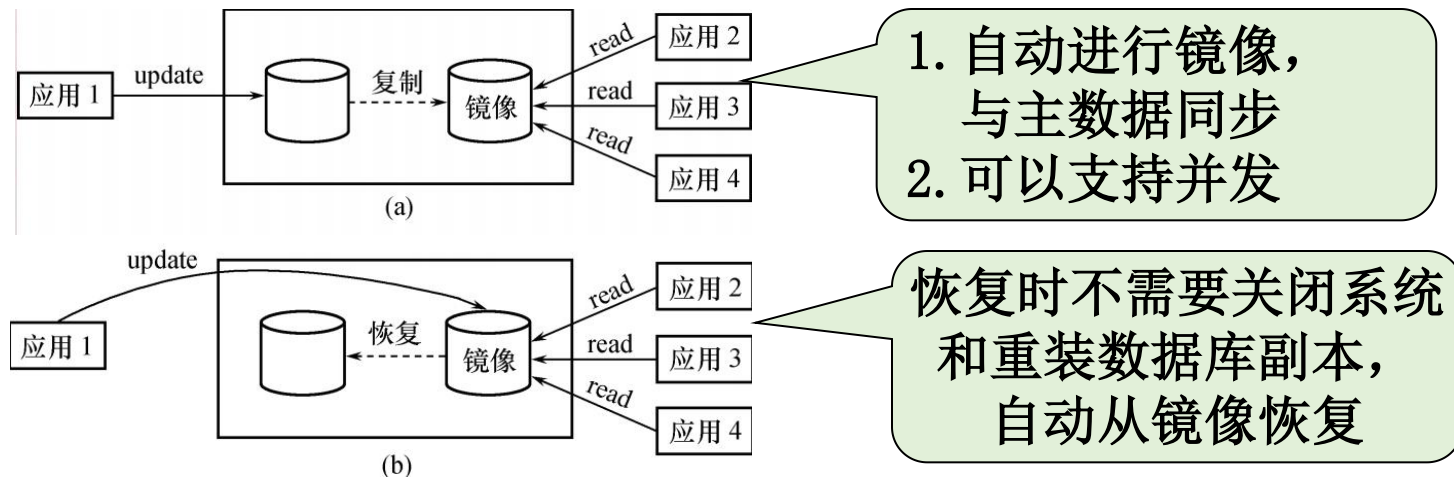 应用 1
update
复制
镜像
read
read
read
应用 2
应用 3
应用 4
(a)
1. 自动进行镜像，
与主数据同步
2. 可以支持并发
update
应用 1
恢复
镜像
read
read
read
应用 2
应用 3
应用 4
(b)
恢复时不需要关闭系统
和重装数据库副本，
自动从镜像恢复